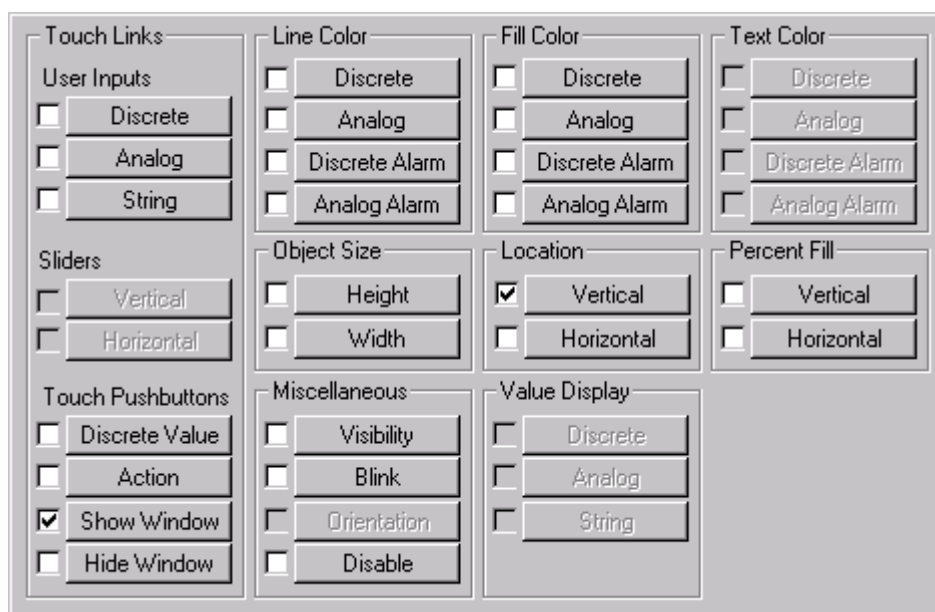 Touch Links
User Inputs
Discrete
Analog
String
Sliders
Vertical
Horizontal
Touch Pushbuttons
Discrete Value
Action
Show Window
Hide Window
Line Color
Discrete
Analog
Discrete Alarm
Analog Alarm
Object Size
Height
Width
Miscellaneous
Visibility
Blink
Orientation
Disable
Fill Color
Discrete
Analog
Discrete Alarm
Analog Alarm
Location
Vertical
Horizontal
Value Display
Discrete
Analog
String
Text Color
Discrete
Analog
Discrete Alarm
Analog Alarm
Percent Fill
Vertical
Horizontal